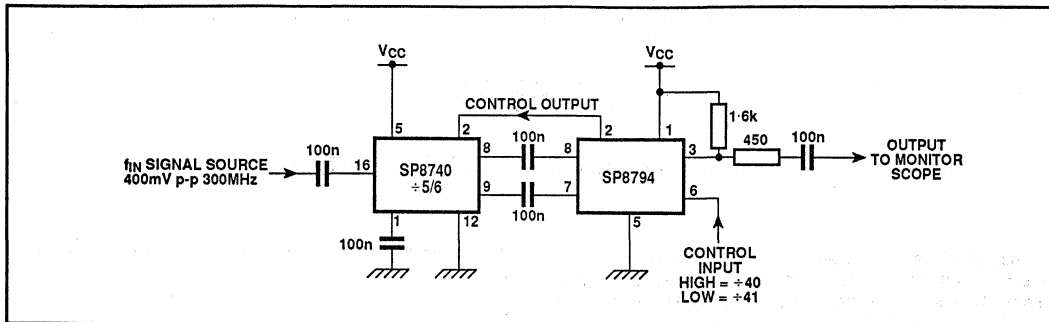 VCC
VCC
CONTROL OUTPUT
1·6k
5
2
2
1
100n
450
100n
fIN SIGNAL SOURCE
400mV p-p 300MHz
100n
16
SP8740
÷5/6
8
8
SP8794
3
OUTPUT
TO MONITOR
SCOPE
9
7
6
100n
1
12
5
100n
CONTROL
INPUT
HIGH = ÷40
LOW = ÷41